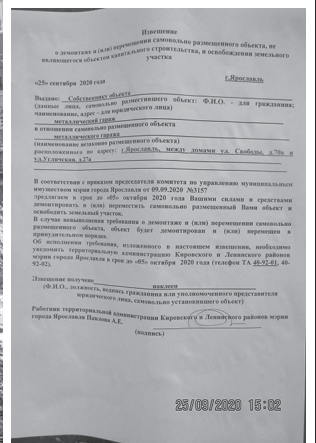 Извещение
о демонтаже и (или) перемещении самовольно размещенного объекта, не
являющегося объектом капитального строительства, и освобождении земельного
участка
«25» сентября 2020 года
г.Ярославль
Выдано: Собственнику объекта
(данные лица, самовольно разместившего объект: Ф.И.О. - для гражданина;
наименование, адрес - для юридического лица)
металлический гараж
в отношении самовольно размещенного объекта
металлического гаража
(наименование незаконно размещенного объекта)
расположенного по адресу: г.Ярославль, между домами ул. Свободы, д.70а и
ул.Угличская, д.27а
В соответствии с приказом председателя комитета по управлению муниципальным
имуществом мэрии города Ярославля от 09.09.2020 №3157
предлагаем в срок до «05» октября 2020 года Вашими силами и средствами
демонтировать и (или) переместить самовольно размещенный Вами объект и
освободить земельный участок.
В случае невыполнения требования о демонтаже и (или) перемещении самовольно
размещенного объекта, объект будет демонтирован и (или) перемещен в
принудительном порядке.
Об исполнении требования, изложенного в настоящем извещении, необходимо
уведомить территориальную администрацию Кировского и Ленинского районов
мэрии города Ярославля в срок до «05» октября 2020 года (телефон ТА 40-92-01, 40-
92-02).
Извещение получено наклеен
(Ф.И.О., должность, подпись гражданина или уполномоченного представителя
юридического лица, самовольно установившего объект)
Работник территориальной администрации Кировского и Ленинского районов мэрии
города Ярославля Павлова А.Е.
(подпись)
25/09/2020 15:02